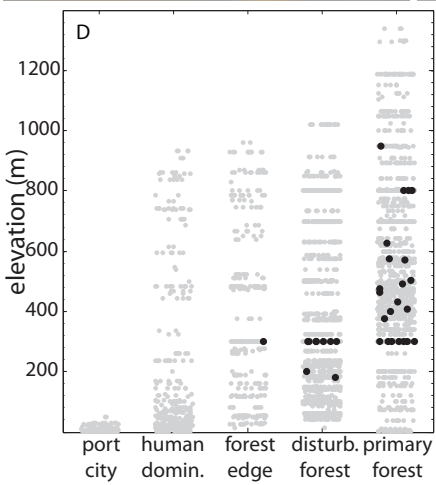 D
1200
1000
800
600
400
200
elevation (m)
port city
human domin.
forest edge
disturb. forest
primary forest